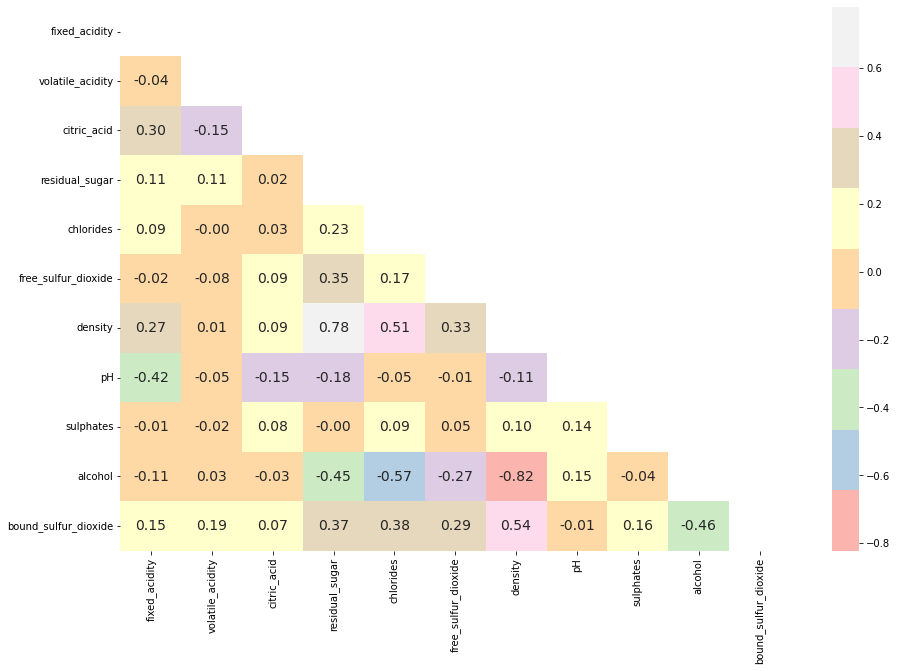 fixed_acidity
0.6
volatile_acidity -0.04
citric_acid 0.30 -0.15
0.4
residual_sugar 0.11 0.11 0.02
0.2
chlorides 0.09 -0.00 0.03 0.23
free_sulfur_dioxide -0.02 -0.08 0.09 0.35 0.17
0.0
density 0.27 0.01 0.09 0.78 0.51 0.33
−0.2
pH -0.42 -0.05 -0.15 -0.18 -0.05 -0.01 -0.11
−0.4
sulphates -0.01 -0.02 0.08 -0.00 0.09 0.05 0.10 0.14
alcohol -0.11 0.03 -0.03 -0.45 -0.57 -0.27 -0.82 0.15 -0.04
−0.6
bound_sulfur_dioxide 0.15 0.19 0.07 0.37 0.38 0.29 0.54 -0.01 0.16 -0.46
−0.8
fixed_acidity
volatile_acidity
citric_acid
residual_sugar
chlorides
free_sulfur_dioxide
density
pH
sulphates
alcohol
bound_sulfur_dioxide